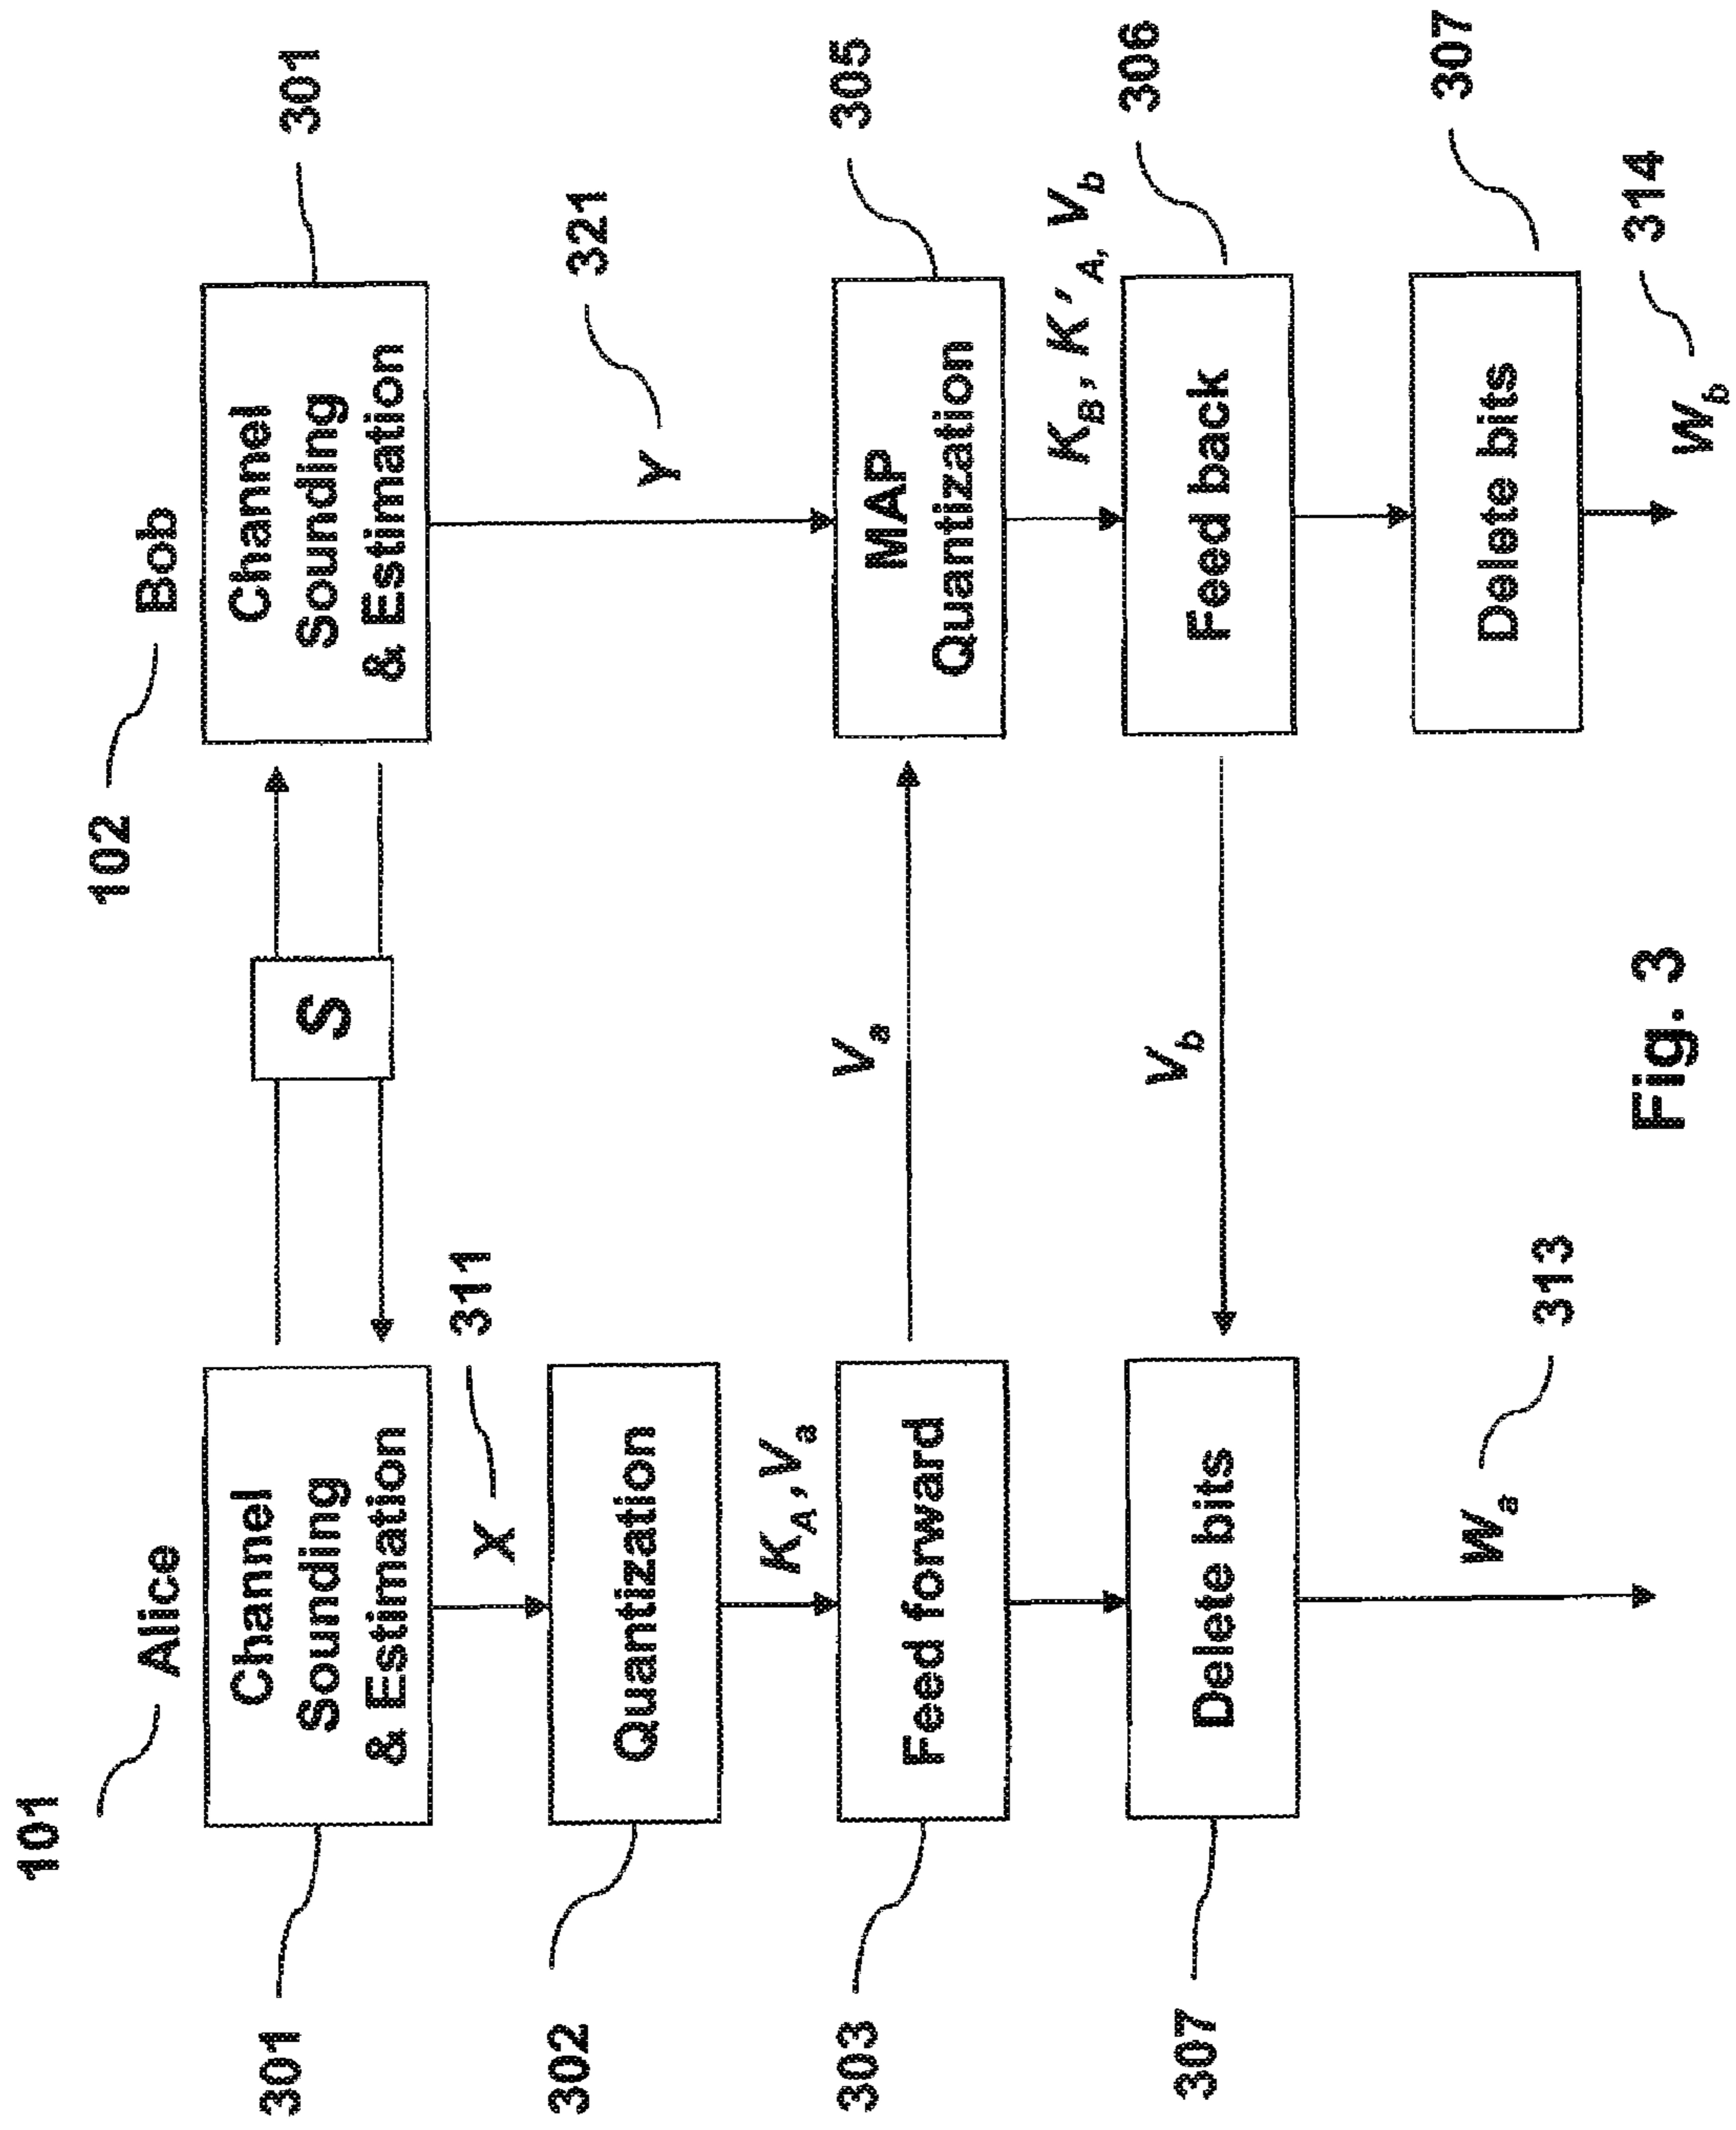 101
Alice
102
Bob
301
Channel
Sounding
& Estimation
S
Channel
Sounding
& Estimation
301
X
311
Y
321
302
Quantization
K_A, V_a
303
Feed forward
V_a
MAP
Quantization
305
K_B, K'_A, V_b
307
Delete bits
V_b
Feed back
306
W_a
313
Delete bits
307
W_b
314
Fig. 3